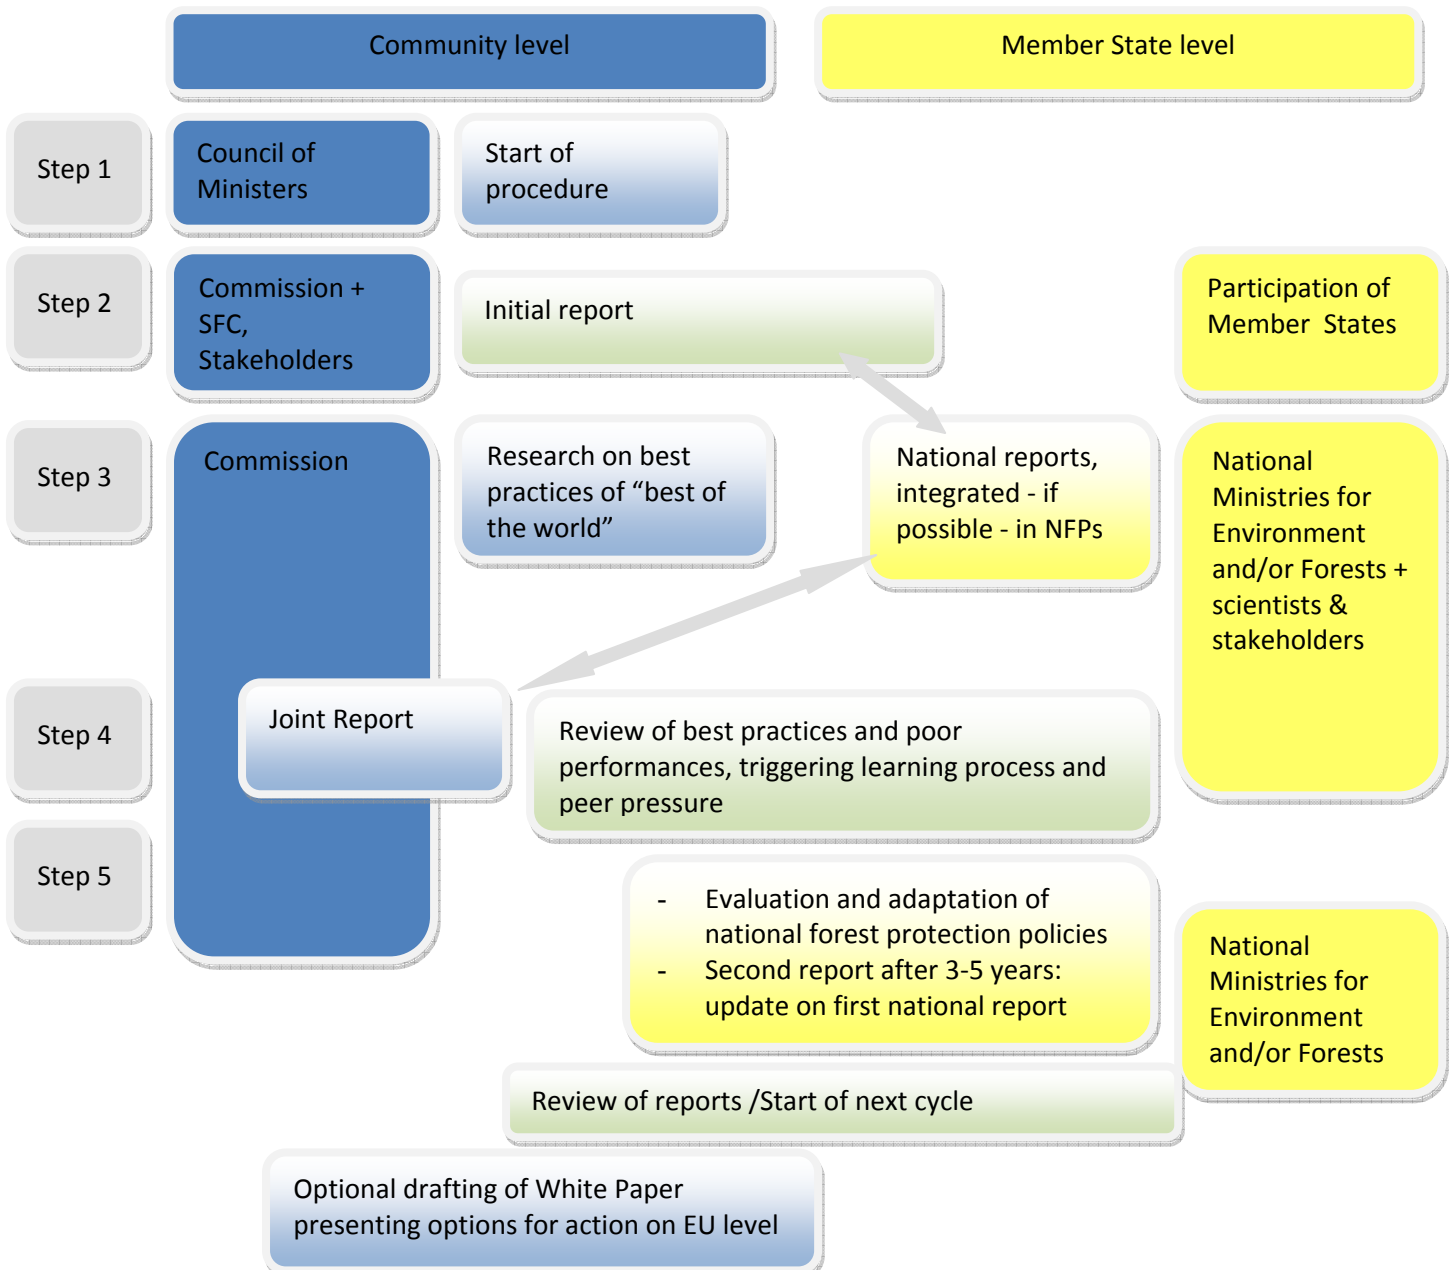 Community level
Member State level
Step 1
Council of
Ministers
Start of
procedure
Step 2
Commission +
SFC,
Stakeholders
Initial report
Participation of
Member States
Step 3
Commission
Research on best
practices of “best of
the world”
National reports,
integrated - if
possible - in NFPs
National
Ministries for
Environment
and/or Forests +
scientists &
stakeholders
Step 4
Joint Report
Review of best practices and poor
performances, triggering learning process and
peer pressure
Step 5
- Evaluation and adaptation of
national forest protection policies
- Second report after 3-5 years:
update on first national report
National
Ministries for
Environment
and/or Forests
Review of reports /Start of next cycle
Optional drafting of White Paper
presenting options for action on EU level